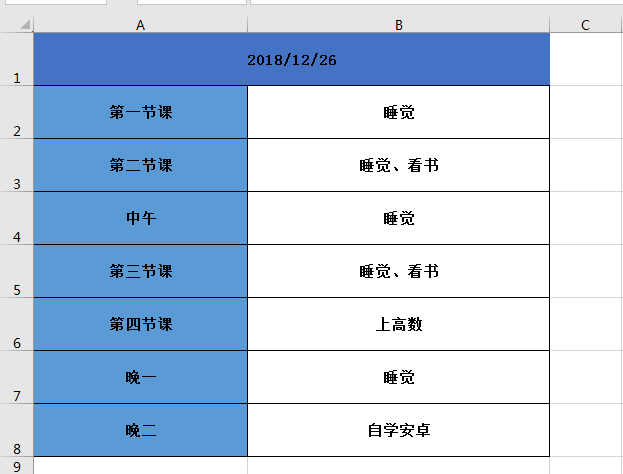 A B C
1 2018/12/26
2 第一节课 睡觉
3 第二节课 睡觉、看书
4 中午 睡觉
5 第三节课 睡觉、看书
6 第四节课 上高数
7 晚一 睡觉
8 晚二 自学安卓
9